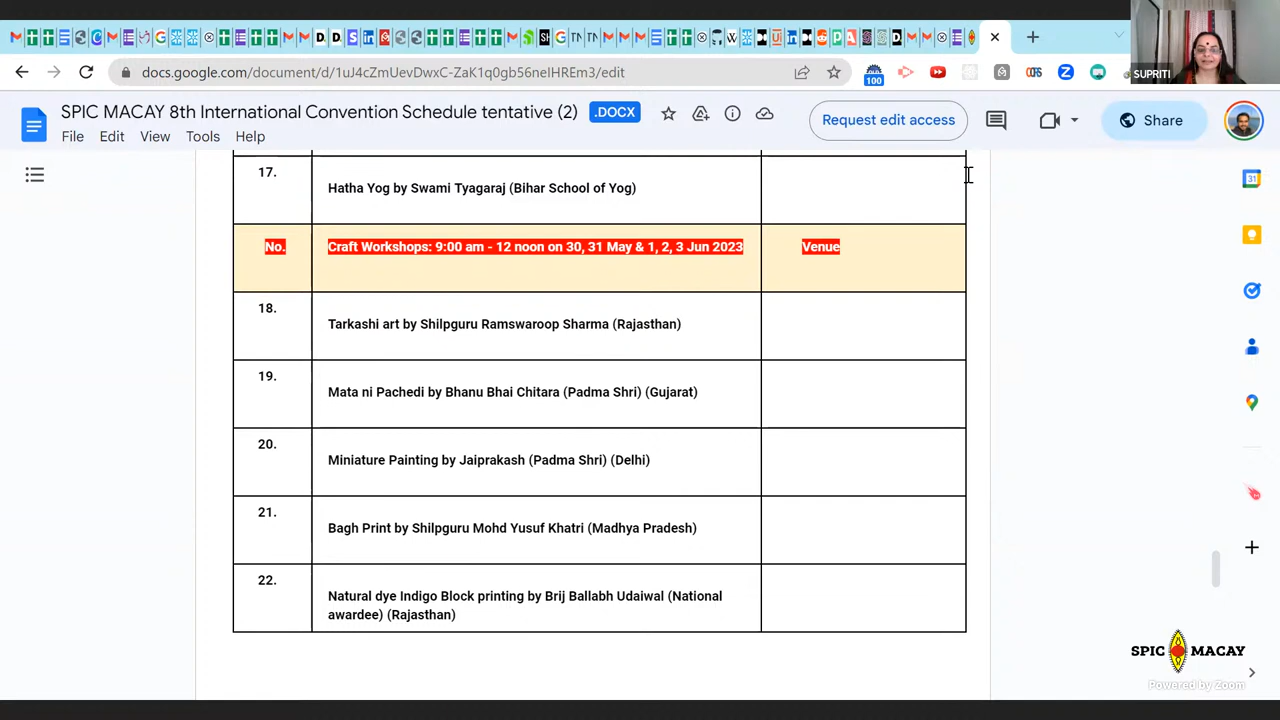 SUPRITI
docs.google.com/document/d/1uJ4cZmUevDwxC-ZaK1q0gp56neIHREm3/edit
100
SPIC MACAY 8th International Convention Schedule tentative (2)
.DOCX
File Edit View Tools Help
Request edit access
Share
31
17.
Hatha Yog by Swami Tyagaraj (Bihar School of Yog)
No.
Craft Workshops: 9:00 am - 12 noon on 30, 31 May & 1, 2, 3 Jun 2023
Venue
18.
Tarkashi art by Shilpguru Ramswaroop Sharma (Rajasthan)
19.
Mata ni Pachedi by Bhanu Bhai Chitara (Padma Shri) (Gujarat)
20.
Miniature Painting by Jaiprakash (Padma Shri) (Delhi)
21.
Bagh Print by Shilpguru Mohd Yusuf Khatri (Madhya Pradesh)
22.
Natural dye Indigo Block printing by Brij Ballabh Udaiwal (National
awardee) (Rajasthan)
SPIC MACAY
Powered by Zoom